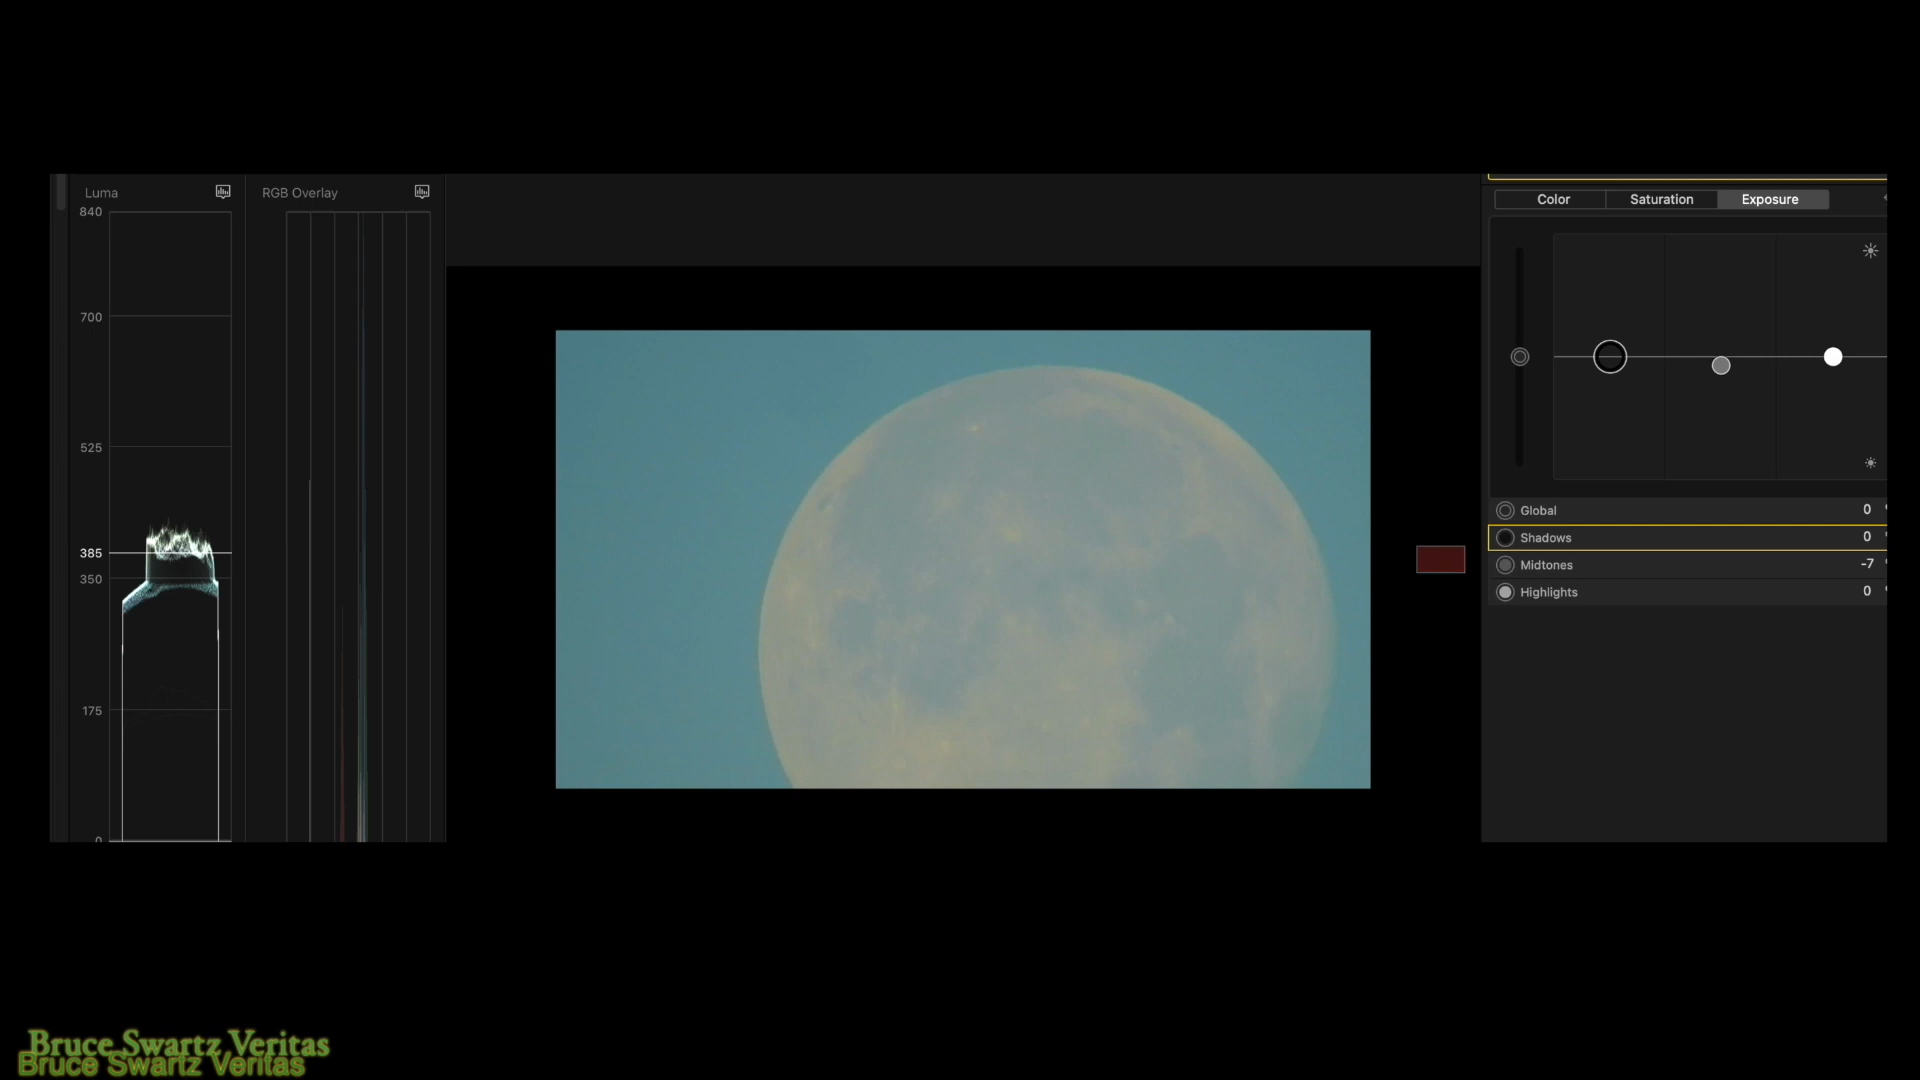 Luma
RGB Overlay
840
700
525
385
350
175
0
Color
Saturation
Exposure
Global 0
Shadows 0
Midtones -7
Highlights 0
Bruce Swartz Veritas
Bruce Swartz Veritas